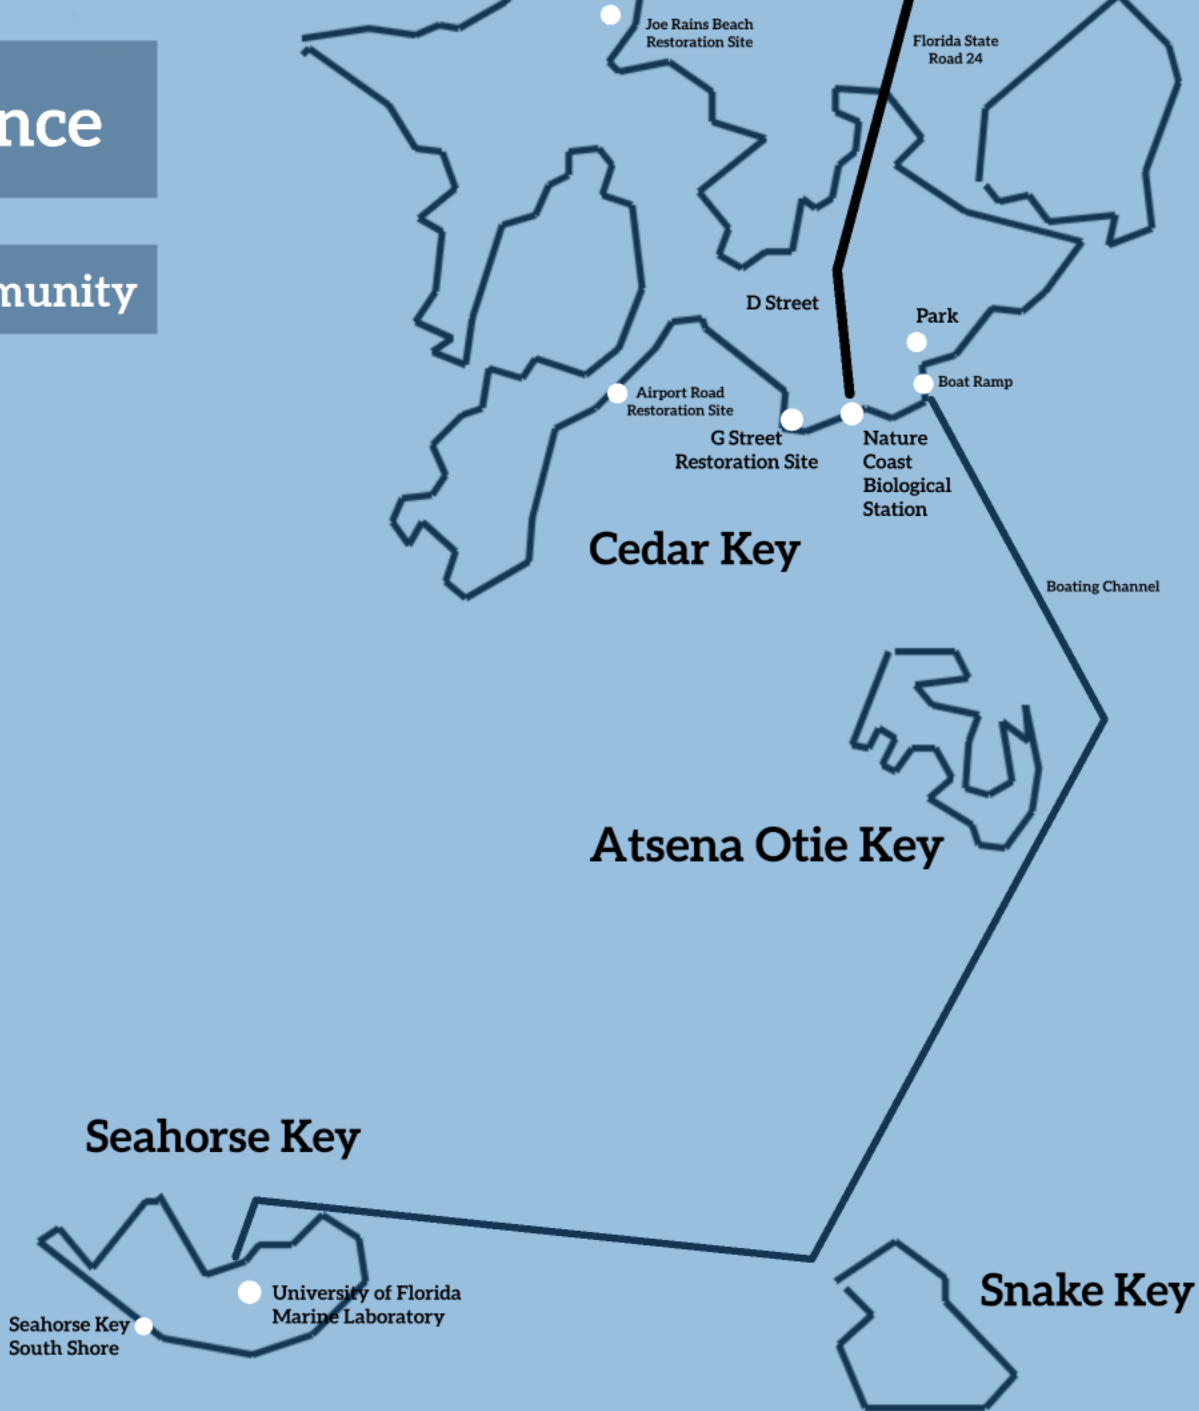 Joe Rains Beach
Restoration Site
Florida State
Road 24
nce
munity
D Street
Park
Boat Ramp
Airport Road
Restoration Site
G Street
Restoration Site
Nature
Coast
Biological
Station
Cedar Key
Boating Channel
Atsena Otie Key
Seahorse Key
University of Florida
Marine Laboratory
Snake Key
Seahorse Key
South Shore